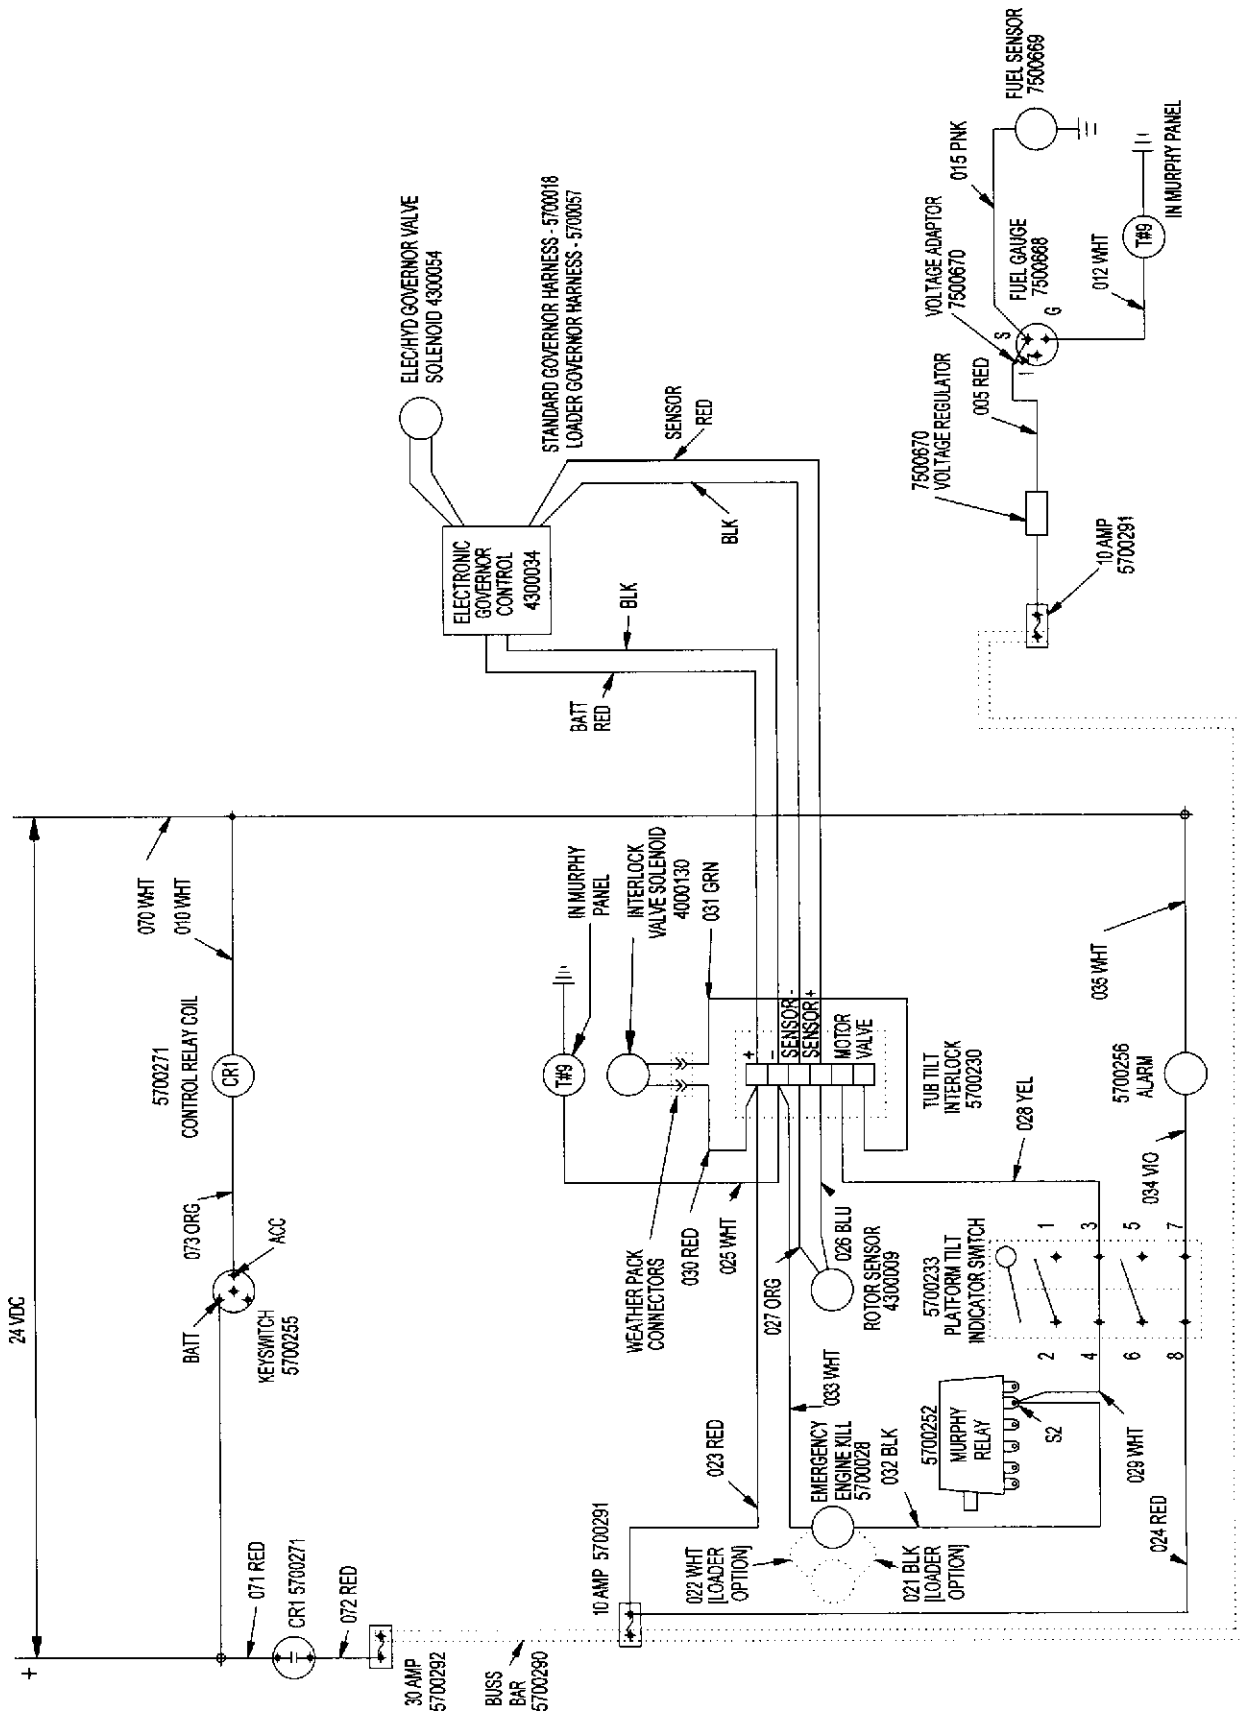 24 VDC
+
070 WHT
010 WHT
5700271
CONTROL RELAY COIL
CR1
073 ORG
ACC
BATT
KEYSWITCH
5700255
071 RED
CR1 5700271
072 RED
30 AMP
5700292
BUSS
BAR
5700290
ELEC/HYD GOVERNOR VALVE
SOLENOID 4300054
ELECTRONIC
GOVERNOR
CONTROL
4300034
STANDARD GOVERNOR HARNESS - 5700018
LOADER GOVERNOR HARNESS - 5700057
SENSOR
RED
BLK
BLK
BATT
RED
IN MURPHY
PANEL
T#9
INTERLOCK
VALVE SOLENOID
4000130
031 GRN
WEATHER PACK
CONNECTORS
030 RED
025 WHT
+
-
SENSOR -
SENSOR +
MOTOR
VALVE
TUB TILT
INTERLOCK
5700230
027 ORG
026 BLU
ROTOR SENSOR
4300009
028 YEL
023 RED
033 WHT
10 AMP 5700291
EMERGENCY
ENGINE KILL
5700028
032 BLK
022 WHT
[LOADER
OPTION]
021 BLK
[LOADER
OPTION]
5700252
MURPHY
RELAY
S2
029 WHT
024 RED
5700233
PLATFORM TILT
INDICATOR SWITCH
1
3
5
7
2
4
6
8
034 VIO
5700256
ALARM
035 WHT
FUEL SENSOR
7500669
015 PNK
VOLTAGE ADAPTOR
7500670
FUEL GAUGE
7500668
S
G
I
012 WHT
T#9
IN MURPHY PANEL
005 RED
7500670
VOLTAGE REGULATOR
10 AMP
5700291